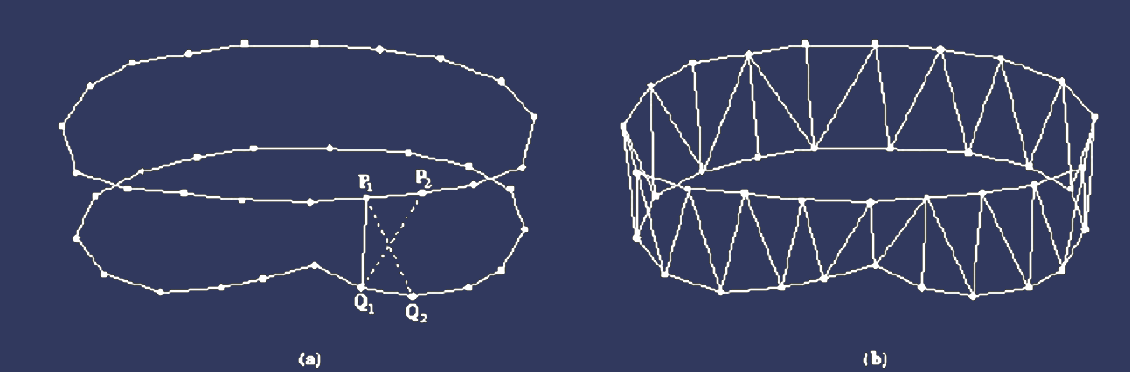 P₁ P₂
Q₁ Q₂
(a) (b)